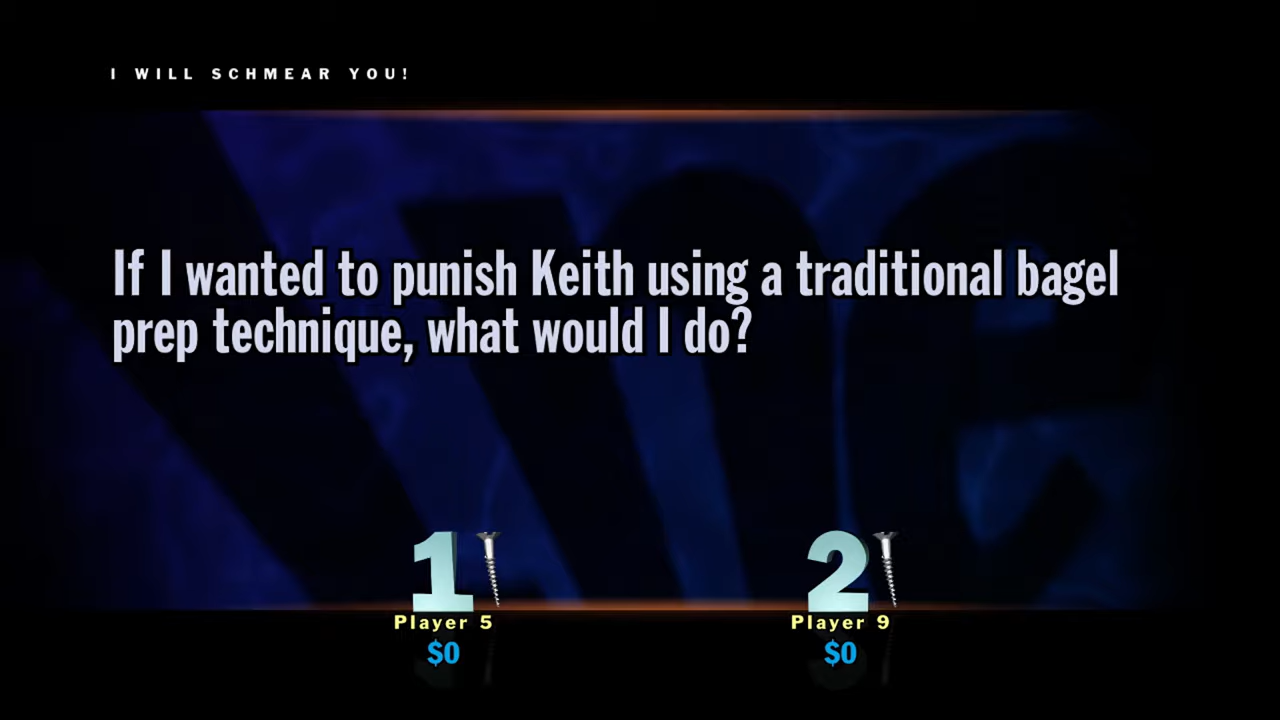 I WILL SCHMEAR YOU!
If I wanted to punish Keith using a traditional bagel
prep technique, what would I do?
1 2
Player 5 Player 9
$0 $0